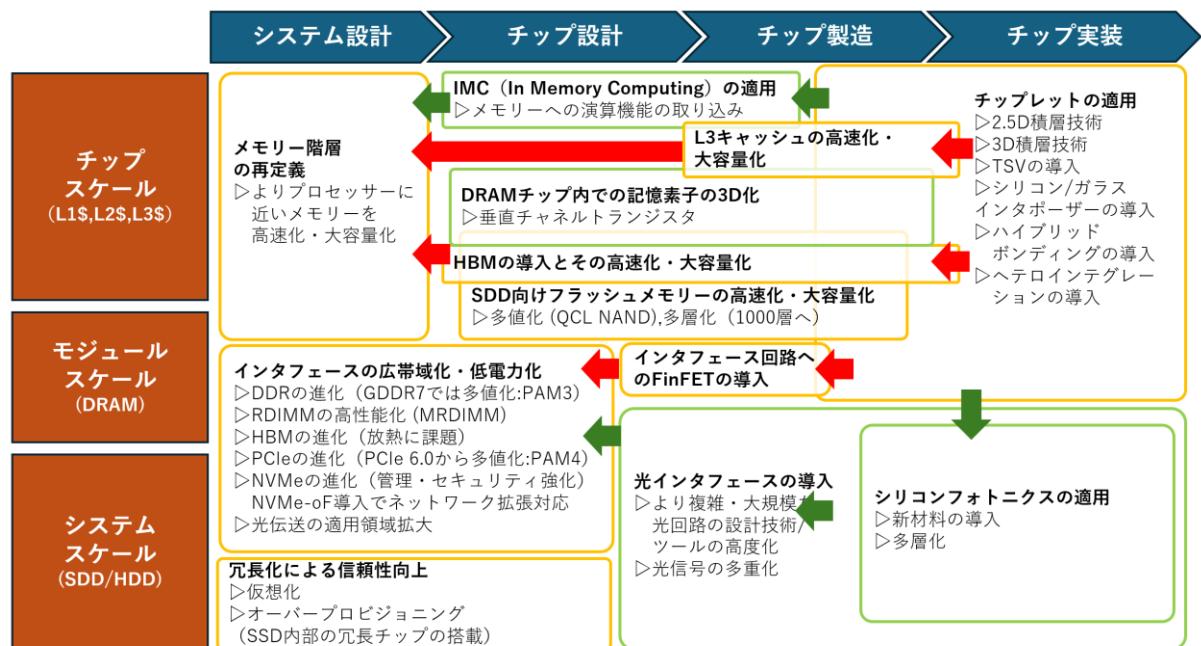 システム設計
チップ設計
チップ製造
チップ実装
チップ
スケール
(L1$,L2$,L3$)
モジュール
スケール
(DRAM)
システム
スケール
(SDD/HDD)
メモリー階層
の再定義
▷よりプロセッサーに
近いメモリーを
高速化・大容量化
IMC（In Memory Computing）の適用
▷メモリーへの演算機能の取り込み
L3キャッシュの高速化・
大容量化
DRAMチップ内での記憶素子の3D化
▷垂直チャネルトランジスタ
HBMの導入とその高速化・大容量化
SDD向けフラッシュメモリーの高速化・大容量化
▷多値化 (QCL NAND),多層化（1000層へ）
チップレットの適用
▷2.5D積層技術
▷3D積層技術
▷TSVの導入
▷シリコン/ガラス
インタポーザーの導入
▷ハイブリッド
ボンディングの導入
▷ヘテロインテグレー
ションの導入
インタフェースの広帯域化・低電力化
▷DDRの進化（GDDR7では多値化:PAM3）
▷RDIMMの高性能化 (MRDIMM)
▷HBMの進化（放熱に課題）
▷PCIeの進化（PCIe 6.0から多値化:PAM4）
▷NVMeの進化（管理・セキュリティ強化）
NVMe-oF導入でネットワーク拡張対応
▷光伝送の適用領域拡大
インタフェース回路へ
のFinFETの導入
光インタフェースの導入
▷より複雑・大規模な
光回路の設計技術/
ツールの高度化
▷光信号の多重化
シリコンフォトニクスの適用
▷新材料の導入
▷多層化
冗長化による信頼性向上
▷仮想化
▷オーバープロビジョニング
（SSD内部の冗長チップの搭載）